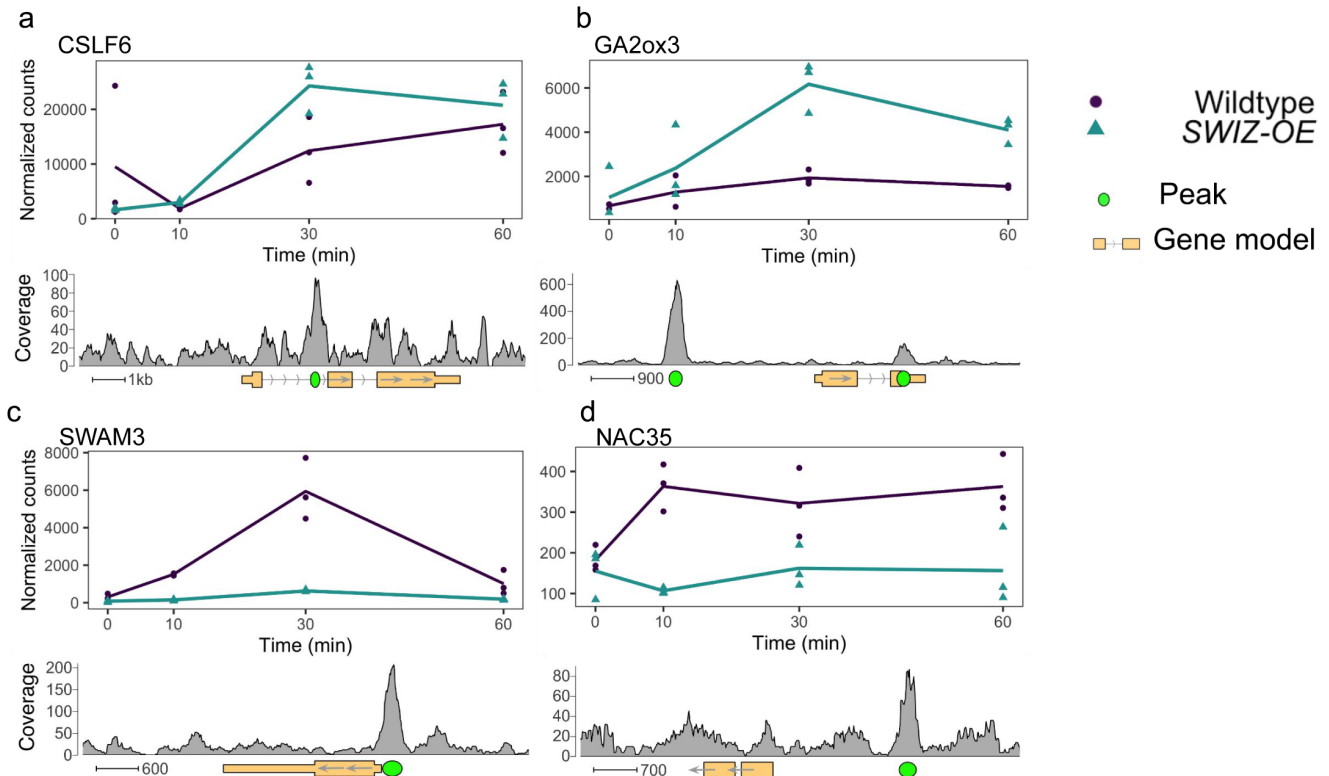 a
CSLF6
Normalized counts
20000
10000
0
0 10 30 60
Time (min)
Coverage
100
80
60
40
20
0
1kb
b
GA2ox3
6000
4000
2000
0 10 30 60
Time (min)
600
400
200
0
900
Wildtype
SWIZ-OE
Peak
Gene model
c
SWAM3
Normalized counts
8000
6000
4000
2000
0
0 10 30 60
Time (min)
Coverage
200
150
100
50
0
600
d
NAC35
400
300
200
100
0 10 30 60
Time (min)
80
60
40
20
0
700